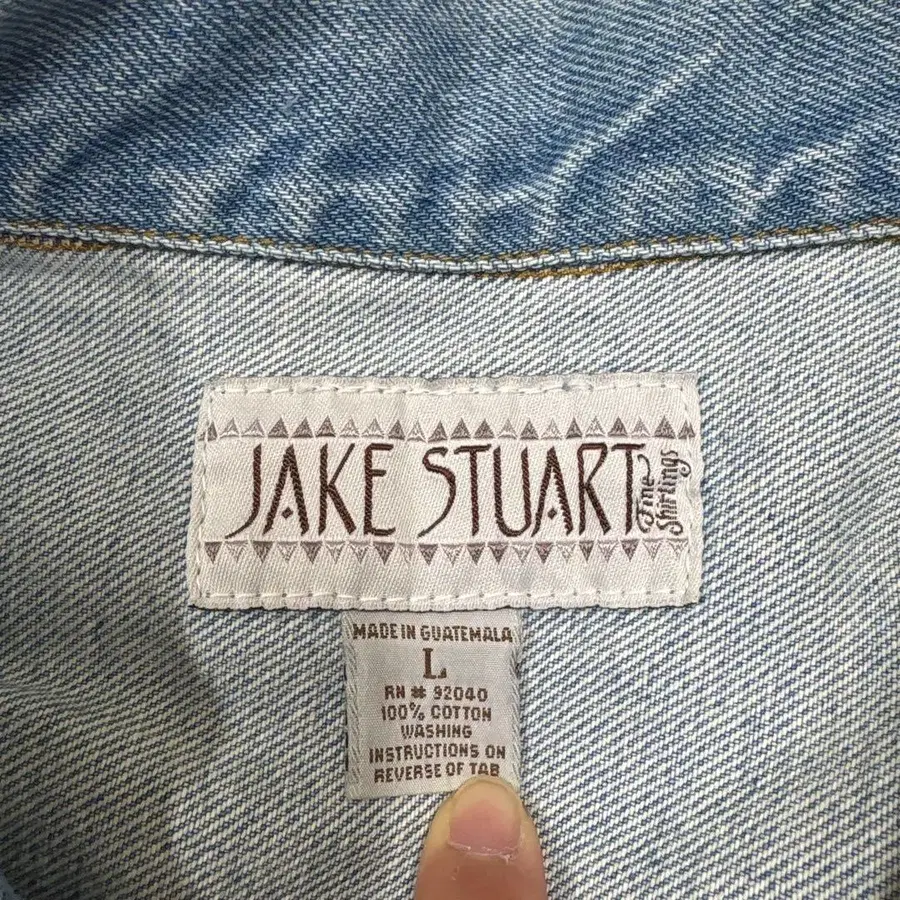 JAKE STUART
Fine
Shirtings
MADE IN GUATEMALA
L
RN # 92040
100% COTTON
WASHING
INSTRUCTIONS ON
REVERSE OF TAB